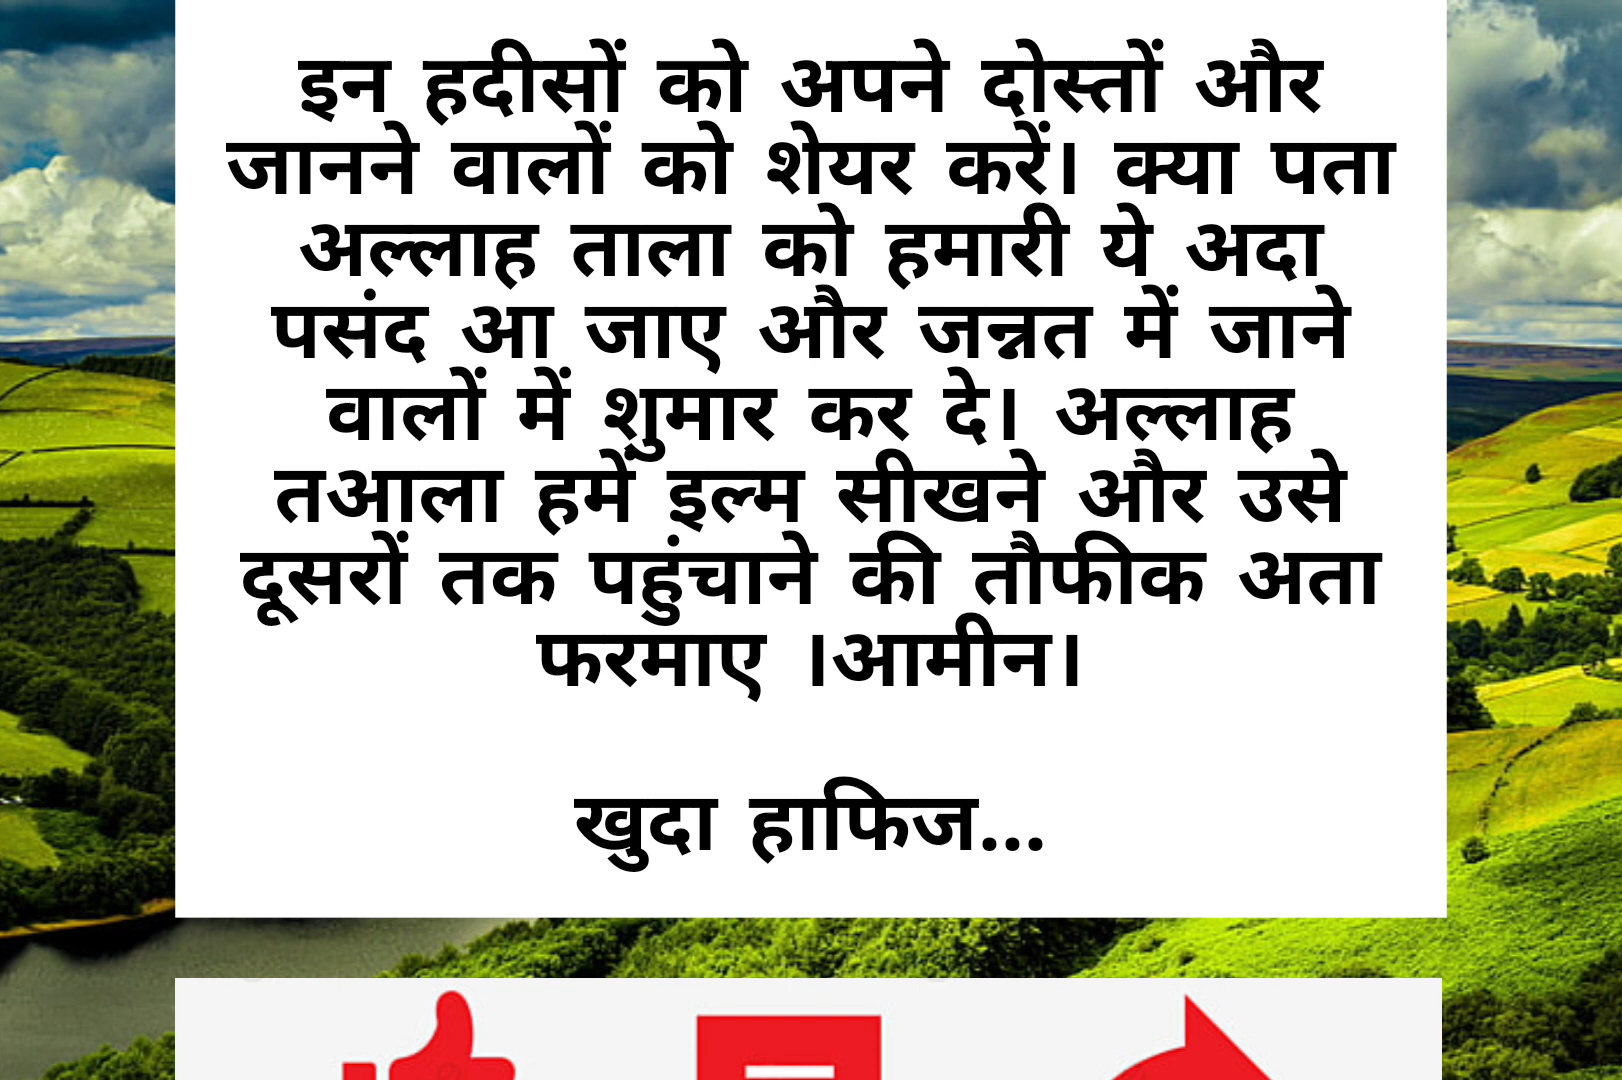 इन हदीसों को अपने दोस्तों और
जानने वालों को शेयर करें। क्या पता
अल्लाह ताला को हमारी ये अदा
पसंद आ जाए और जन्नत में जाने
वालों में शुमार कर दे। अल्लाह
तआला हमें इल्म सीखने और उसे
दूसरों तक पहुंचाने की तौफीक अता
फरमाए ।आमीन।
खुदा हाफिज...